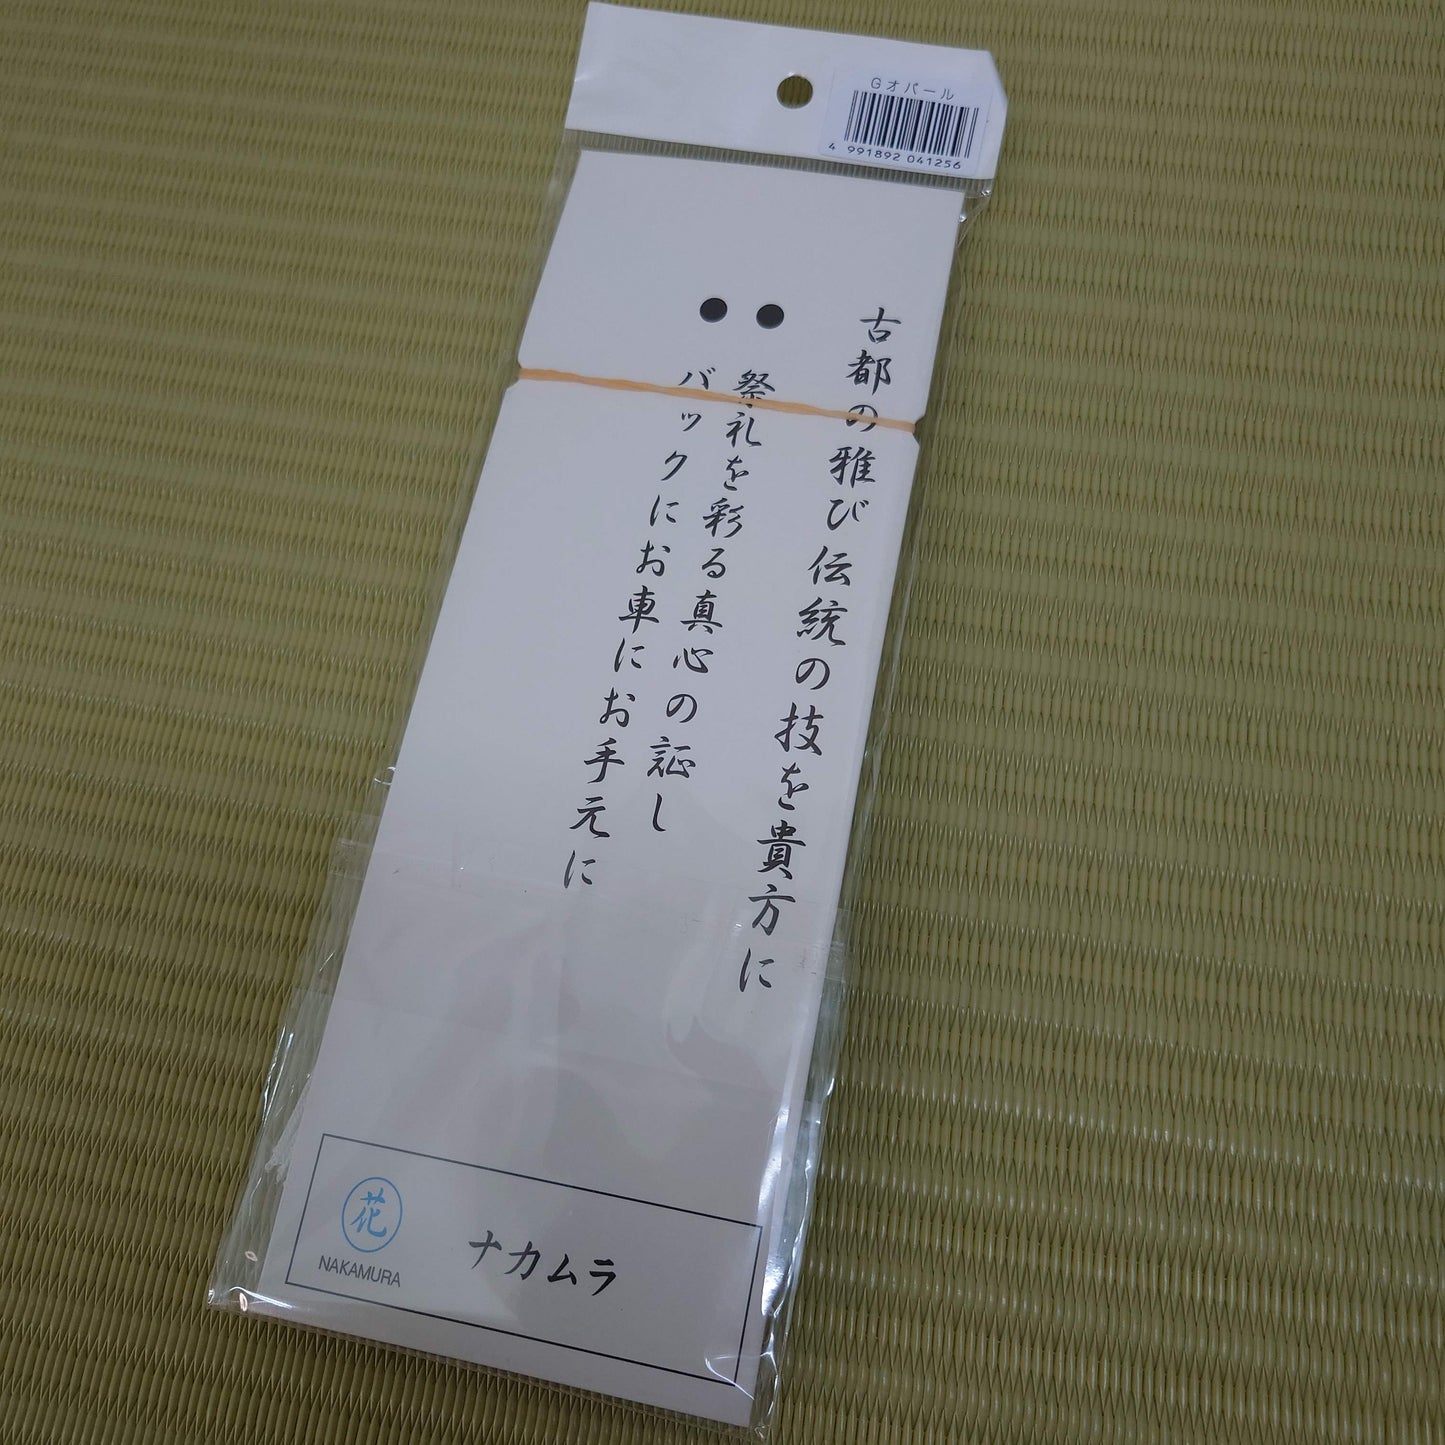 Gオパール
4 991892 041256
古都の雅び伝統の技を貴方に
祭礼を彩る真心の証し
バックにお車にお手元に
花
NAKAMURA
ナカムラ